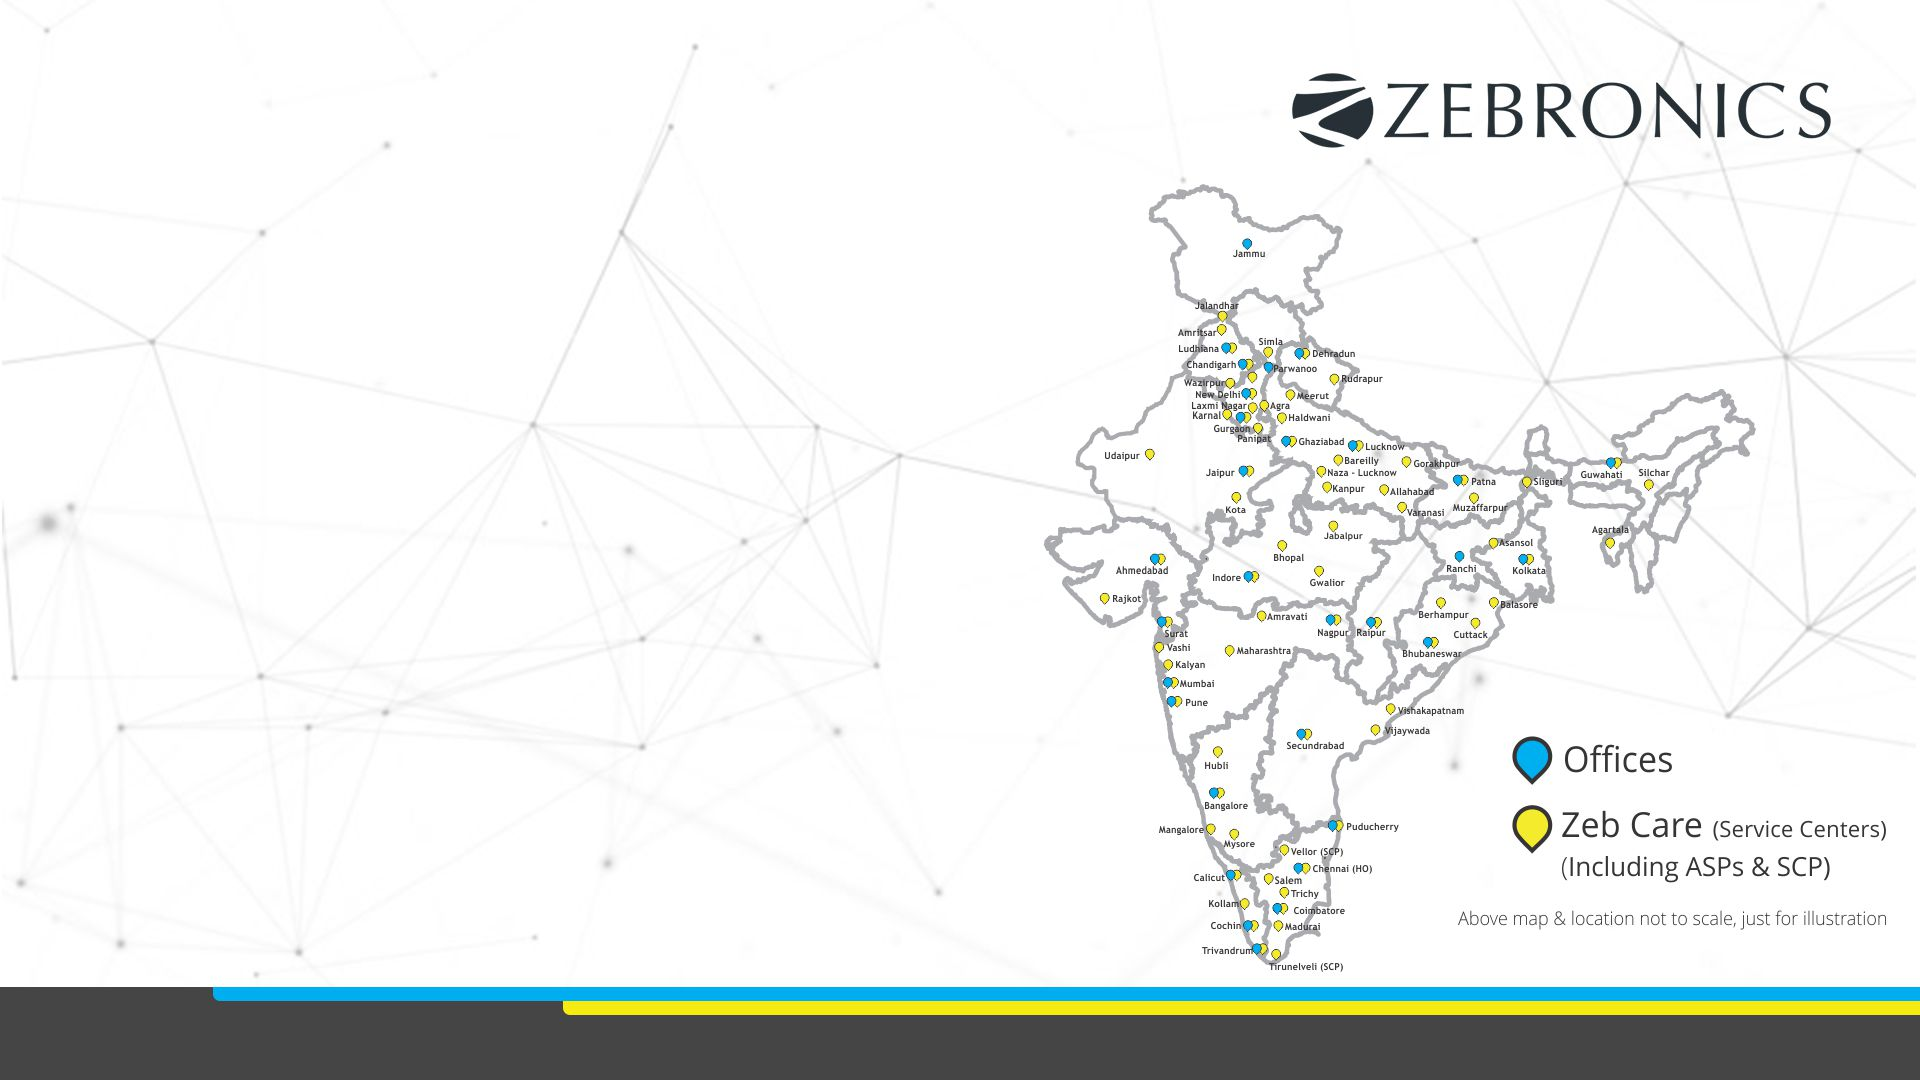 ZEBRONICS
Jammu
Jalandhar
Amritsar
Simla
Ludhiana
Dehradun
Chandigarh
Parwanoo
Rudrapur
Wazirpur
New Delhi
Meerut
Laxmi Nagar
Agra
Karnal
Haldwani
Gurgaon
Panipat
Ghaziabad
Lucknow
Udaipur
Bareilly
Gorakhpur
Jaipur
Naza - Lucknow
Guwahati
Silchar
Patna
Sliguri
Kanpur
Allahabad
Kota
Varanasi
Muzaffarpur
Jabalpur
Agartala
Asansol
Bhopal
Ahmedabad
Ranchi
Kolkata
Indore
Gwalior
Rajkot
Balasore
Amravati
Berhampur
Surat
Nagpur
Raipur
Cuttack
Vashi
Maharashtra
Bhubaneswar
Kalyan
Mumbai
Pune
Vishakapatnam
Vijaywada
Secundrabad
Hubli
Bangalore
Mangalore
Puducherry
Mysore
Vellor (SCP)
Chennai (HO)
Calicut
Salem
Trichy
Kollam
Coimbatore
Cochin
Madurai
Trivandrum
Tirunelveli (SCP)
Offices
Zeb Care (Service Centers)
(Including ASPs & SCP)
Above map & location not to scale, just for illustration